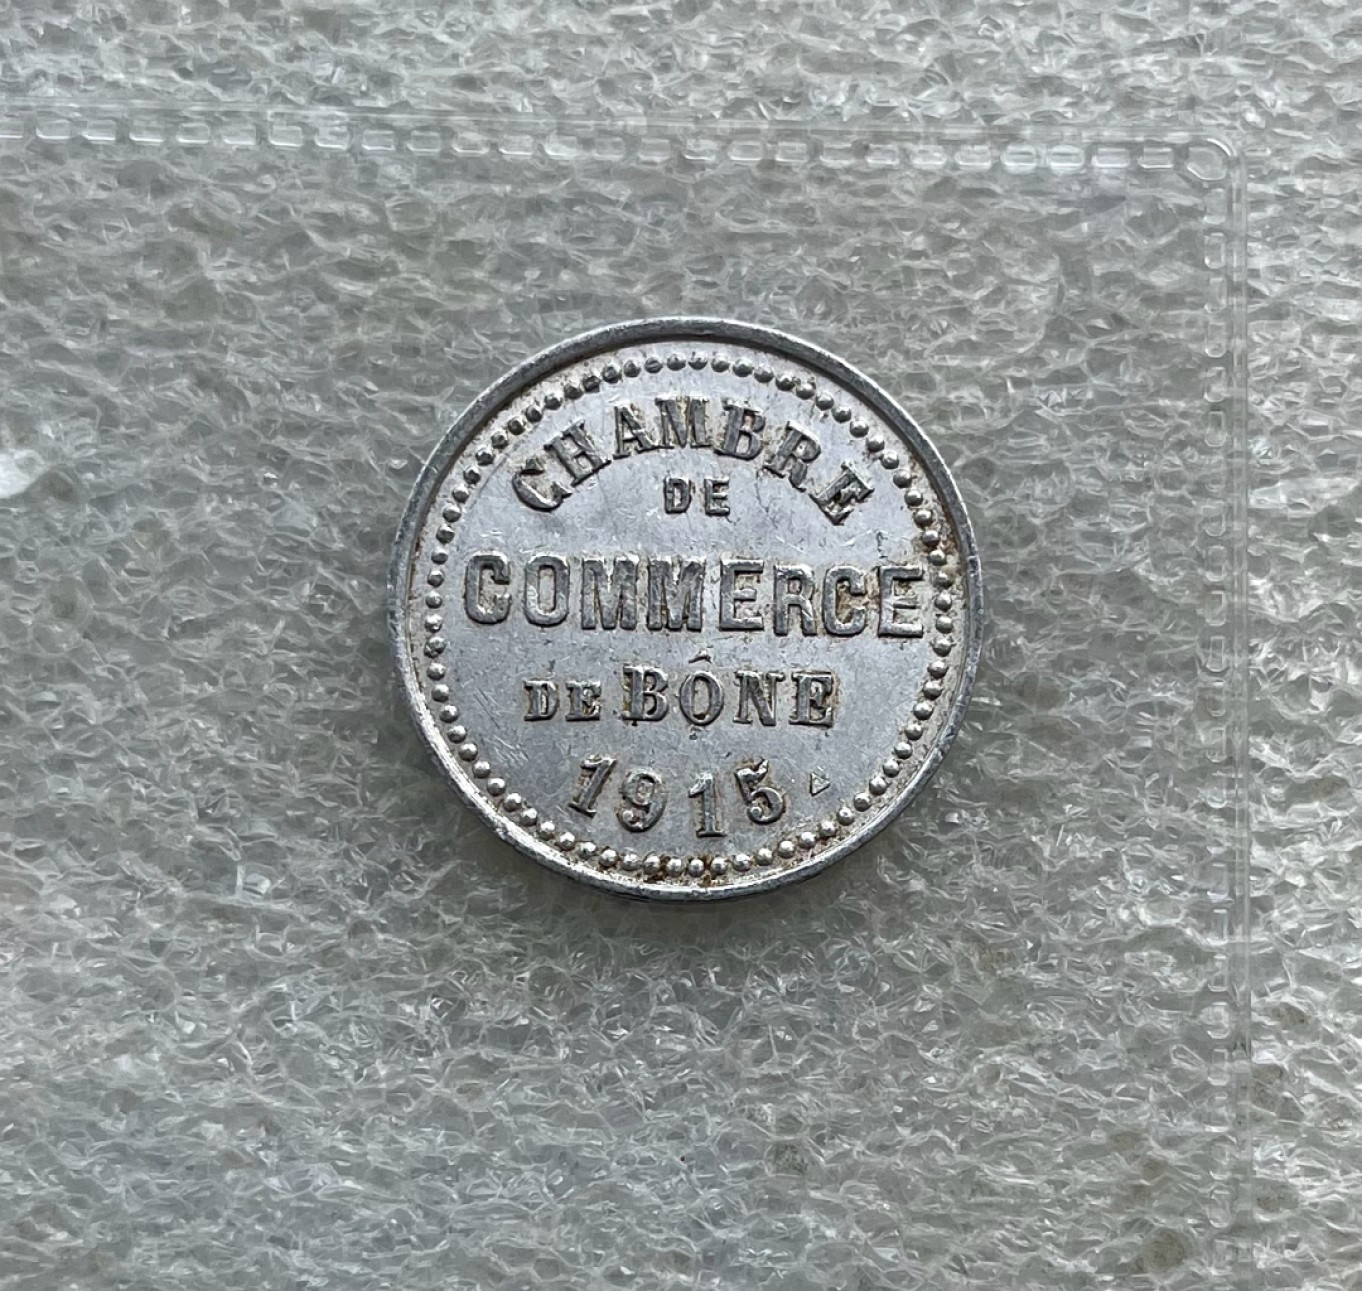 CHAMBRE
DE
COMMERCE
DE BÔNE
1915